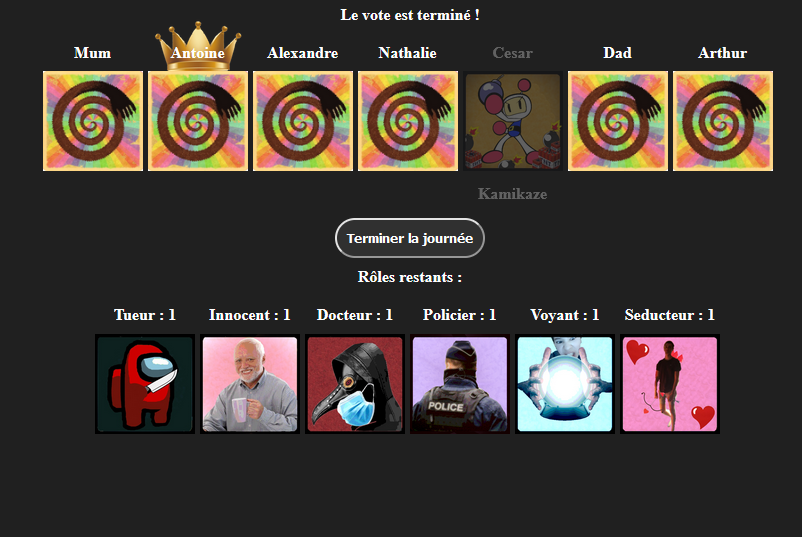 Le vote est terminé !
Mum Antoine Alexandre Nathalie Cesar Dad Arthur
Kamikaze
Terminer la journée
Rôles restants :
Tueur : 1 Innocent : 1 Docteur : 1 Policier : 1 Voyant : 1 Seducteur : 1
POLICE